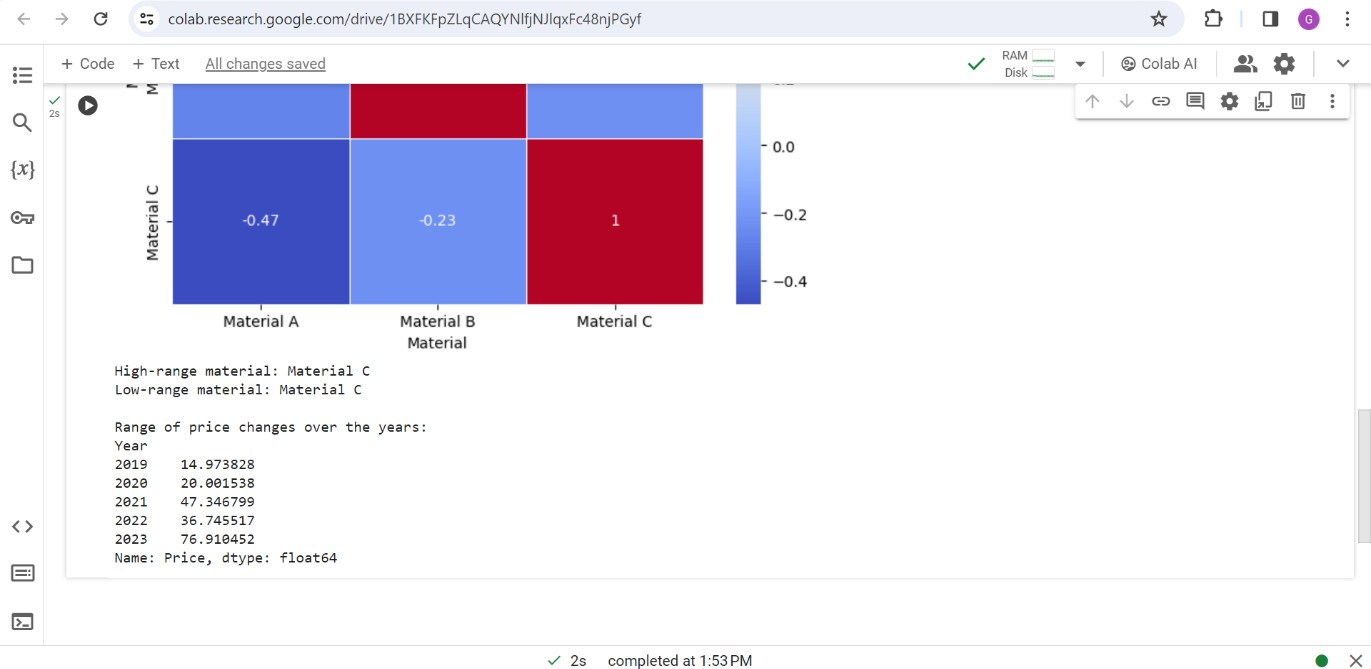 colab.research.google.com/drive/1BXFKFpZLqCAQYNlfjNJlqxFc48njPGyf
G
+ Code + Text All changes saved
RAM
Disk
Colab AI
2s
{x}
0.0
-0.2
-0.4
Material C
-0.47 -0.23 1
Material A Material B Material C
Material
High-range material: Material C
Low-range material: Material C
Range of price changes over the years:
Year
2019 14.973828
2020 20.001538
2021 47.346799
2022 36.745517
2023 76.910452
Name: Price, dtype: float64
2s completed at 1:53 PM